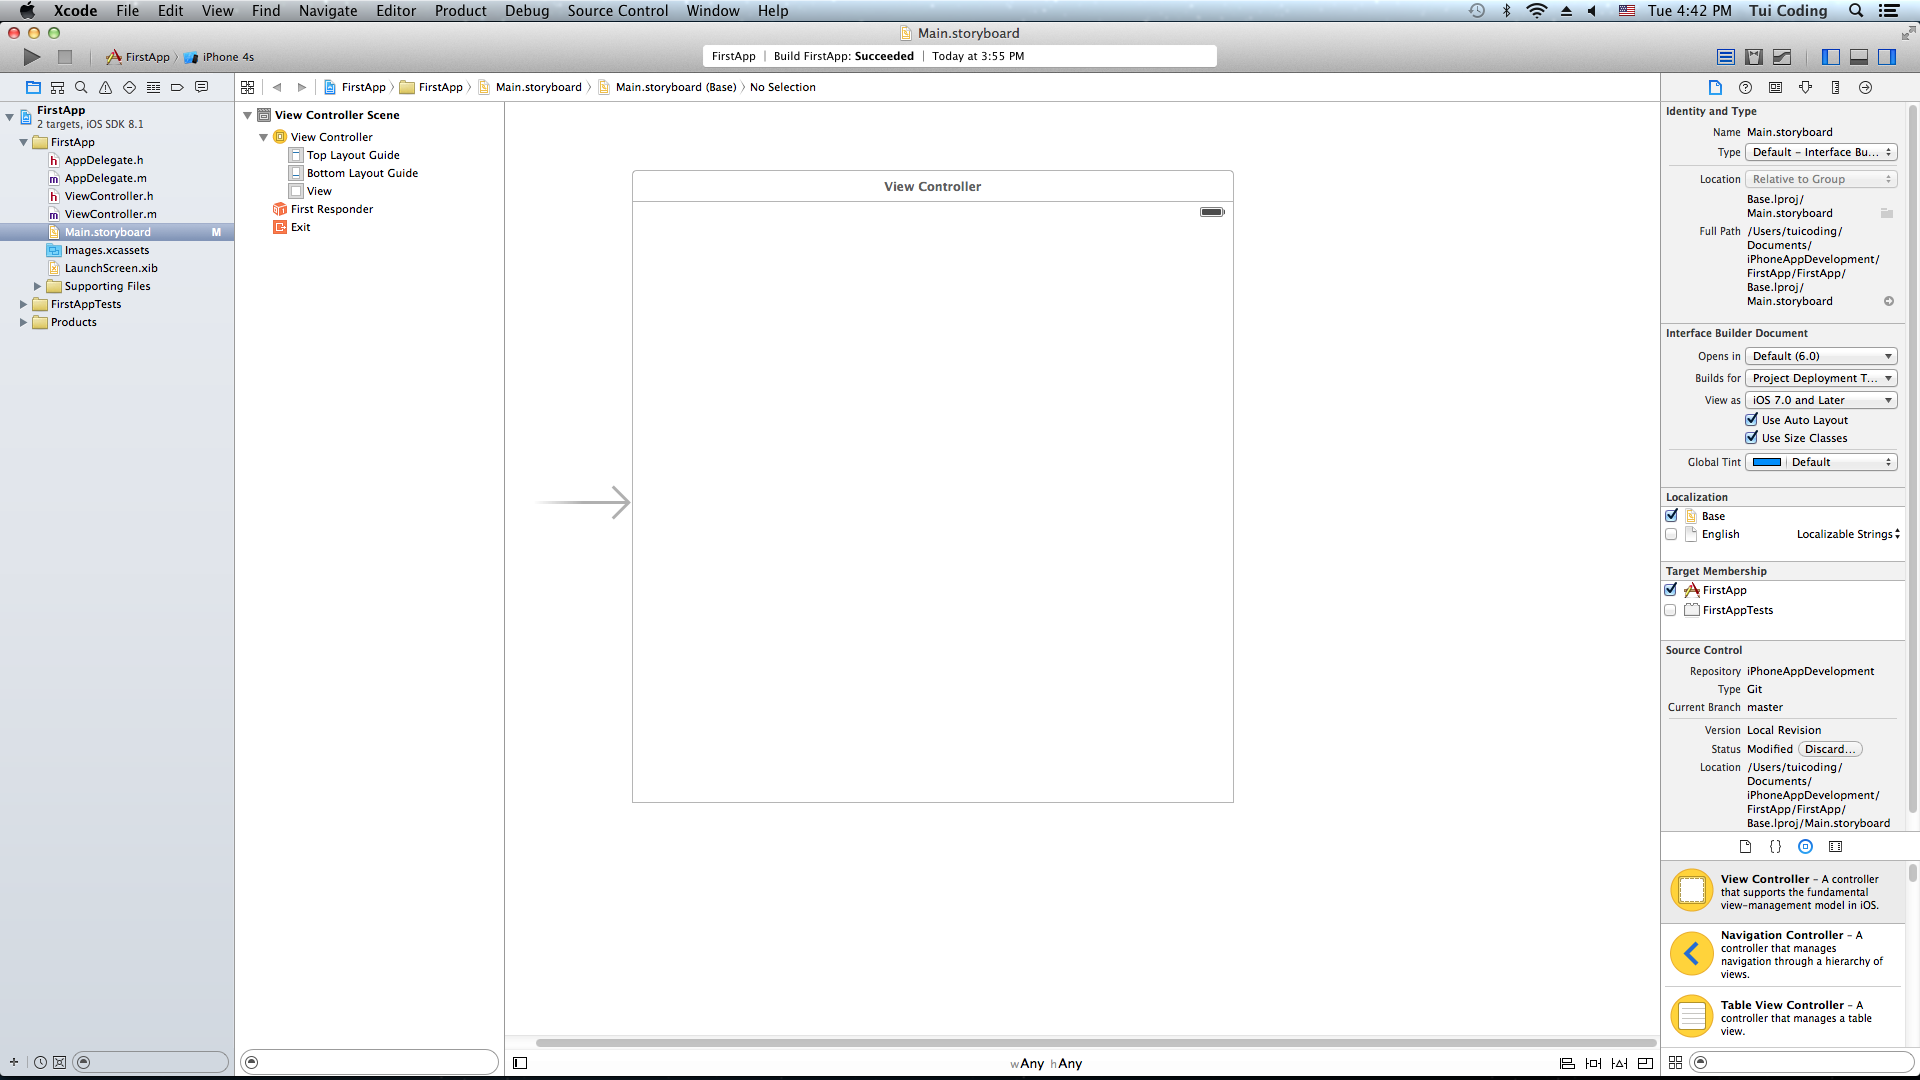 Xcode File Edit View Find Navigate Editor Product Debug Source Control Window Help Tue 4:42 PM Tui Coding
Main.storyboard
FirstApp iPhone 4s
FirstApp Build FirstApp: Succeeded Today at 3:55 PM
FirstApp FirstApp Main.storyboard Main.storyboard (Base) No Selection
FirstApp
2 targets, iOS SDK 8.1
FirstApp
AppDelegate.h
AppDelegate.m
ViewController.h
ViewController.m
Main.storyboard M
Images.xcassets
LaunchScreen.xib
Supporting Files
FirstAppTests
Products
View Controller Scene
View Controller
Top Layout Guide
Bottom Layout Guide
View
First Responder
Exit
View Controller
wAny hAny
Identity and Type
Name Main.storyboard
Type Default - Interface Bu...
Location Relative to Group
Base.lproj/
Main.storyboard
Full Path /Users/tuicoding/
Documents/
iPhoneAppDevelopment/
FirstApp/FirstApp/
Base.lproj/
Main.storyboard
Interface Builder Document
Opens in Default (6.0)
Builds for Project Deployment T...
View as iOS 7.0 and Later
Use Auto Layout
Use Size Classes
Global Tint Default
Localization
Base
English Localizable Strings
Target Membership
FirstApp
FirstAppTests
Source Control
Repository iPhoneAppDevelopment
Type Git
Current Branch master
Version Local Revision
Status Modified Discard...
Location /Users/tuicoding/
Documents/
iPhoneAppDevelopment/
FirstApp/FirstApp/
Base.lproj/Main.storyboard
{}
View Controller - A controller
that supports the fundamental
view-management model in iOS.
Navigation Controller - A
controller that manages
navigation through a hierarchy of
views.
Table View Controller - A
controller that manages a table
view.